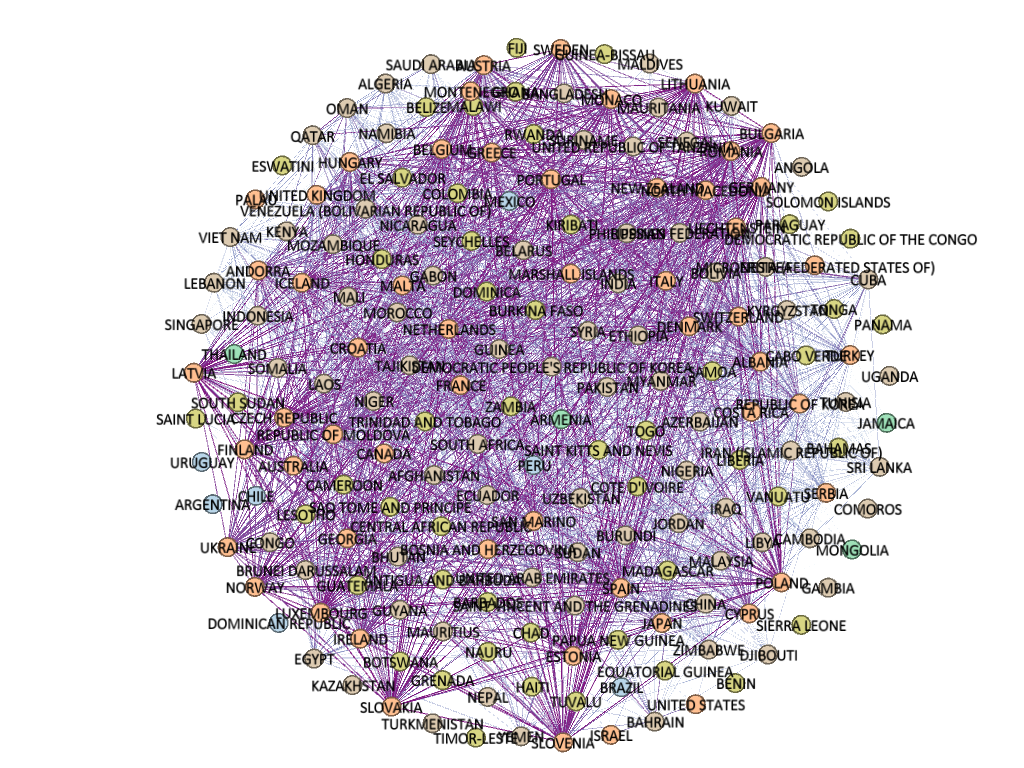 FIJI SWEDEN
GUINEA-BISSAU
SAUDI ARABIA
AUSTRIA
MALDIVES
ALGERIA
LITHUANIA
MONTENEGRO
GHANA
BANGLADESH
MONACO
OMAN
BELIZE
MALAWI
MAURITANIA
KUWAIT
QATAR
NAMIBIA
RWANDA
SURINAME
SENEGAL
BULGARIA
UNITED REPUBLIC OF TANZANIA
ROMANIA
BELGIUM
GREECE
ESWATINI
HUNGARY
ANGOLA
EL SALVADOR
PORTUGAL
PALAU
UNITED KINGDOM
COLOMBIA
MEXICO
NEW ZEALAND
NORTH MACEDONIA
GERMANY
SOLOMON ISLANDS
VENEZUELA (BOLIVARIAN REPUBLIC OF)
NICARAGUA
KIRIBATI
PARAGUAY
VIET NAM
KENYA
MOZAMBIQUE
SEYCHELLES
BELARUS
PHILIPPINES
RUSSIAN FEDERATION
LIECHTENSTEIN
DEMOCRATIC REPUBLIC OF THE CONGO
HONDURAS
ANDORRA
GABON
MARSHALL ISLANDS
BOLIVIA
MICRONESIA (FEDERATED STATES OF)
LEBANON
ICELAND
MALTA
INDIA
ITALY
CUBA
MALI
DOMINICA
SINGAPORE
INDONESIA
MOROCCO
BURKINA FASO
KYRGYZSTAN
TONGA
NETHERLANDS
SYRIA
ETHIOPIA
DENMARK
SWITZERLAND
PANAMA
THAILAND
CROATIA
GUINEA
LATVIA
SOMALIA
TAJIKISTAN
DEMOCRATIC PEOPLE'S REPUBLIC OF KOREA
SAMOA
ALBANIA
CABO VERDE
TURKEY
LAOS
FRANCE
PAKISTAN
MYANMAR
UGANDA
SOUTH SUDAN
NIGER
ZAMBIA
REPUBLIC OF KOREA
TUNISIA
SAINT LUCIA
CZECH REPUBLIC
TRINIDAD AND TOBAGO
ARMENIA
COSTA RICA
AZERBAIJAN
JAMAICA
REPUBLIC OF MOLDOVA
TOGO
FINLAND
CANADA
SOUTH AFRICA
SAINT KITTS AND NEVIS
IRAN (ISLAMIC REPUBLIC OF)
BAHAMAS
URUGUAY
AUSTRALIA
PERU
NIGERIA
LIBERIA
SRI LANKA
AFGHANISTAN
CAMEROON
COTE D'IVOIRE
ARGENTINA
CHILE
ECUADOR
UZBEKISTAN
VANUATU
SERBIA
LESOTHO
SAO TOME AND PRINCIPE
IRAQ
COMOROS
CENTRAL AFRICAN REPUBLIC
SAN MARINO
JORDAN
UKRAINE
CONGO
GEORGIA
BURUNDI
LIBYA
CAMBODIA
BHUTAN
BOSNIA AND HERZEGOVINA
SUDAN
MALAYSIA
MONGOLIA
BRUNEI DARUSSALAM
MADAGASCAR
NORWAY
GUATEMALA
ANTIGUA AND BARBUDA
UNITED ARAB EMIRATES
SPAIN
POLAND
GAMBIA
LUXEMBOURG
GUYANA
BARBADOS
SAINT VINCENT AND THE GRENADINES
CHINA
CYPRUS
DOMINICAN REPUBLIC
JAPAN
SIERRA LEONE
IRELAND
MAURITIUS
CHAD
PAPUA NEW GUINEA
EGYPT
BOTSWANA
NAURU
ESTONIA
ZIMBABWE
DJIBOUTI
KAZAKHSTAN
GRENADA
HAITI
EQUATORIAL GUINEA
BRAZIL
BENIN
SLOVAKIA
NEPAL
TUVALU
UNITED STATES
TURKMENISTAN
BAHRAIN
TIMOR-LESTE
YEMEN
SLOVENIA
ISRAEL